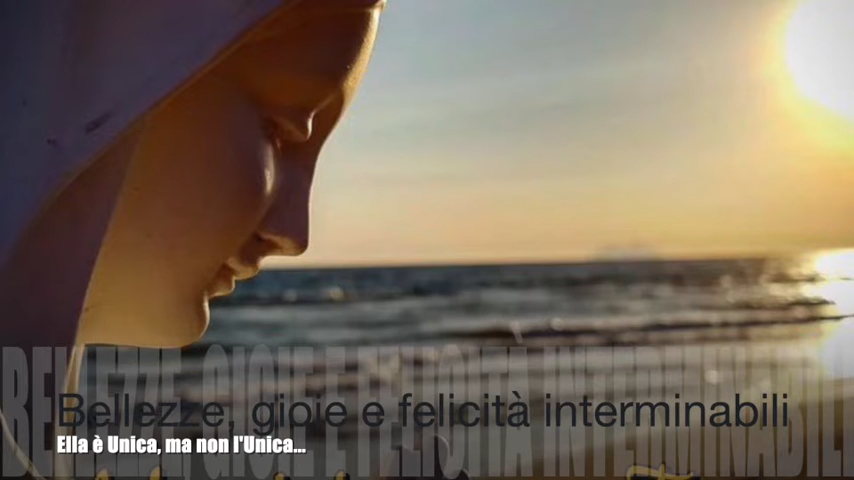 BELLEZZE, GIOIE E FELICITÀ INTERMINABILI
Bellezze, gioie e felicità interminabili
Ella è Unica, ma non l'Unica...